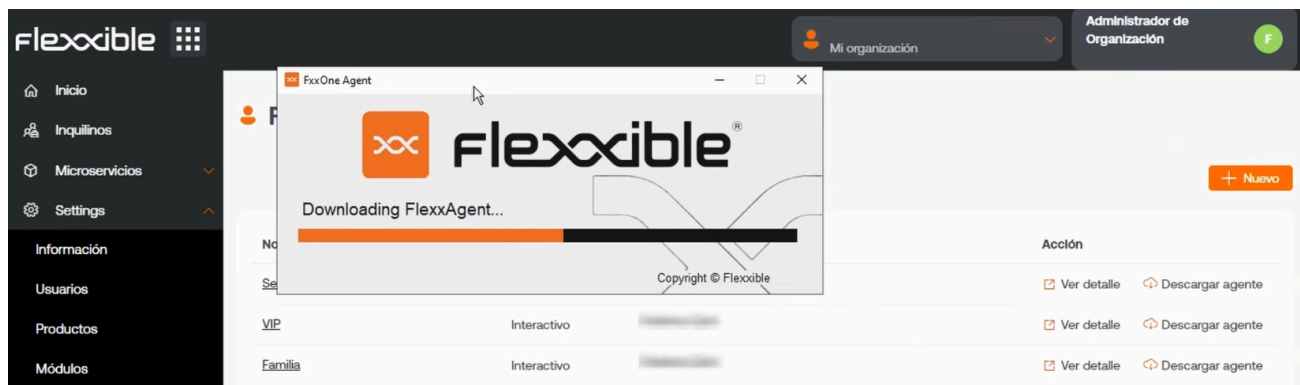 Flexxible
Mi organización
Administrador de
Organización
F
Inicio
Inquilinos
Microservicios
Settings
Información
Usuarios
Productos
Módulos
FxxOne Agent
Flexxible®
Downloading FlexxAgent...
Copyright © Flexxible
+ Nuevo
Acción
Ver detalle Descargar agente
VIP Interactivo Ver detalle Descargar agente
Familia Interactivo Ver detalle Descargar agente